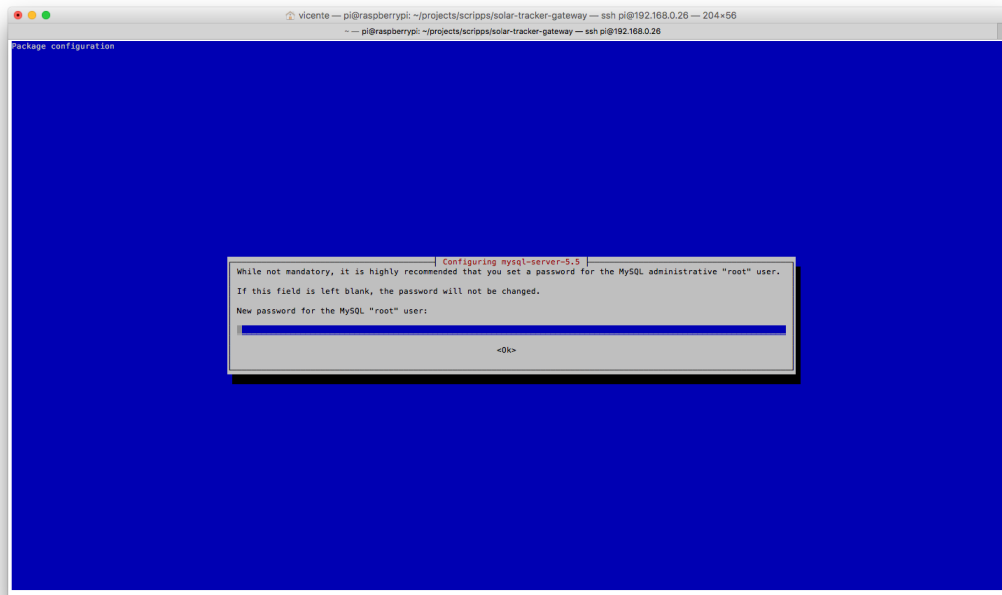 vicente — pi@raspberrypi: ~/projects/scripps/solar-tracker-gateway — ssh pi@192.168.0.26 — 204×56
~ — pi@raspberrypi: ~/projects/scripps/solar-tracker-gateway — ssh pi@192.168.0.26
Package configuration
Configuring mysql-server-5.5
While not mandatory, it is highly recommended that you set a password for the MySQL administrative "root" user.
If this field is left blank, the password will not be changed.
New password for the MySQL "root" user:
<Ok>